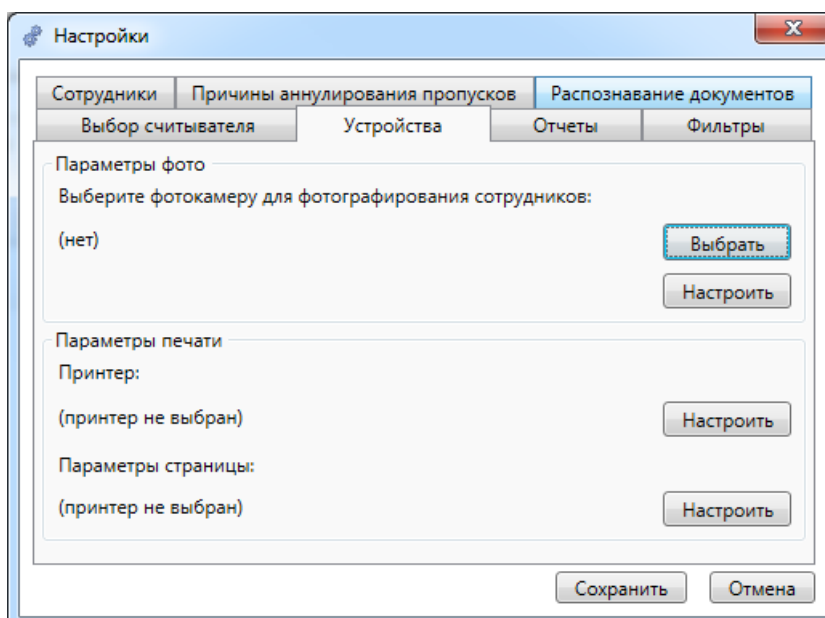 Настройки
Сотрудники Причины аннулирования пропусков Распознавание документов
Выбор считывателя Устройства Отчеты Фильтры
Параметры фото
Выберите фотокамеру для фотографирования сотрудников:
(нет) Выбрать
Настроить
Параметры печати
Принтер:
(принтер не выбран) Настроить
Параметры страницы:
(принтер не выбран) Настроить
Сохранить Отмена